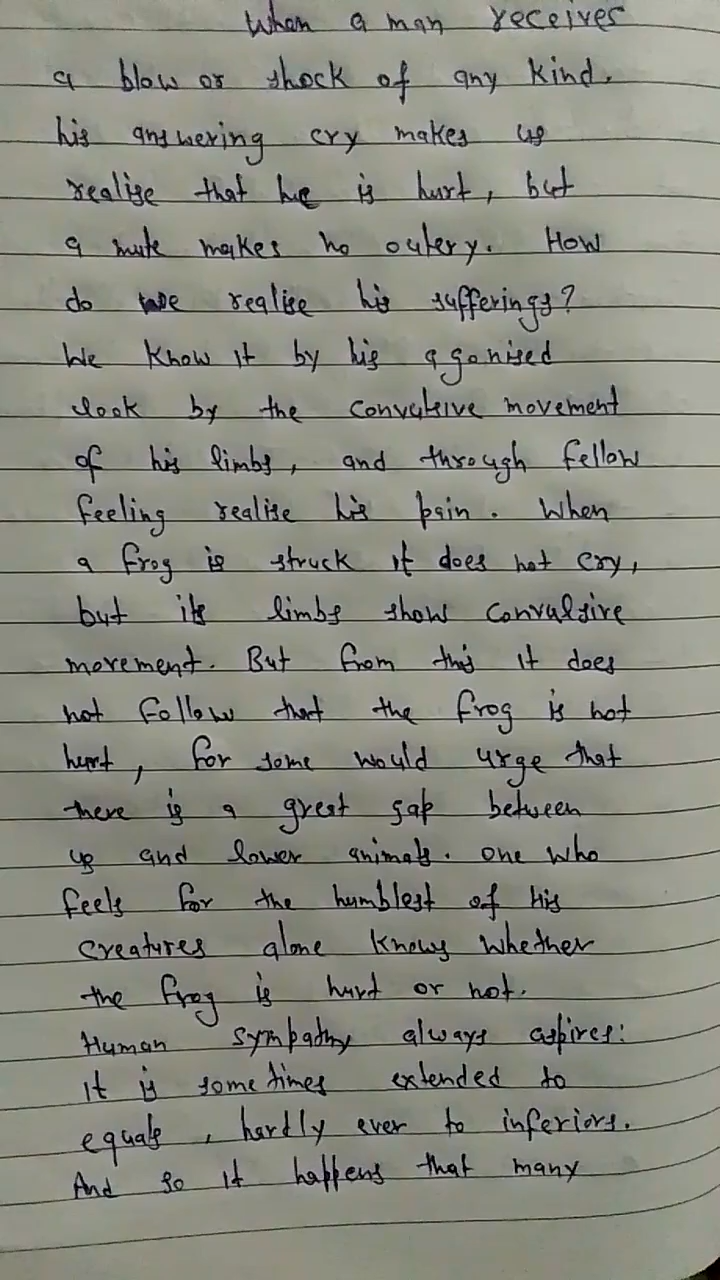 When a man receives
a blow or shock of any kind.
his answering cry makes us
realise that he is hurt, but
a mute makes no outcry. How
do we realise his sufferings?
We know it by his agonised
look by the convulsive movement
of his limbs, and through fellow
feeling realise his pain. When
a frog is struck it does not cry,
but its limbs show convulsive
movement. But from this it does
not follow that the frog is not
hurt, for some would urge that
there is a great gap between
us and lower animals. One who
feels for the humblest of his
creatures alone knows whether
the frog is hurt or not.
Human sympathy always aspires:
it is sometimes extended to
equals, hardly ever to inferiors.
And so it happens that many